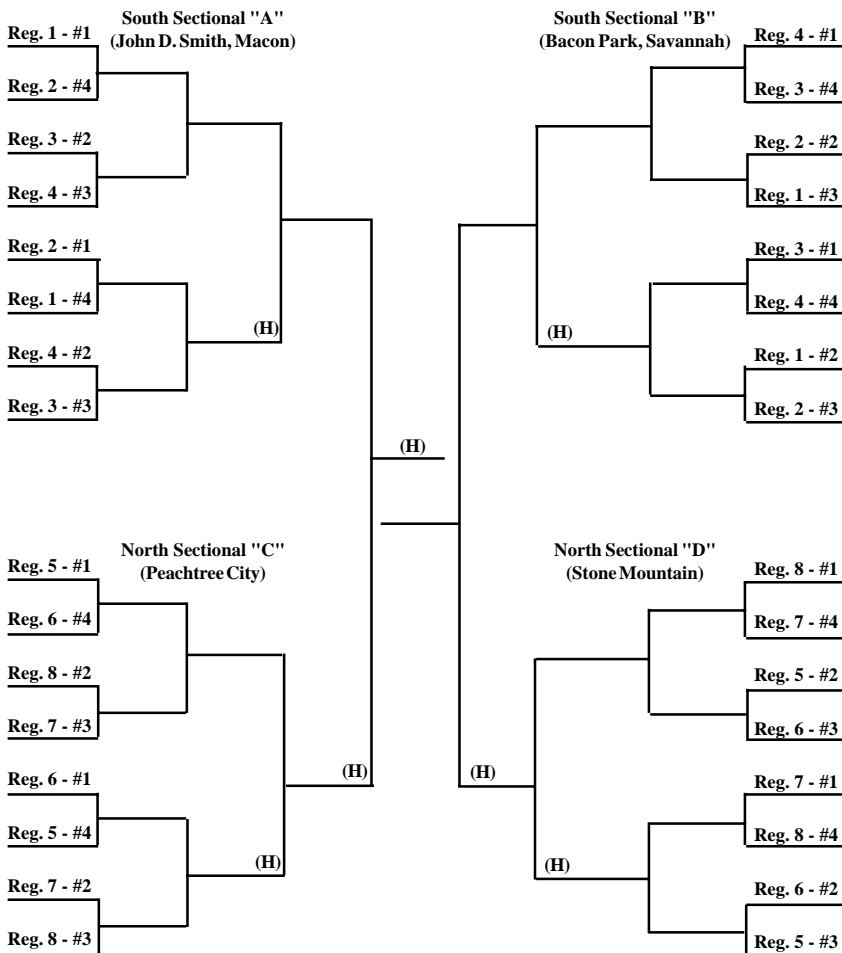 South Sectional "A"
(John D. Smith, Macon)
Reg. 1 - #1
Reg. 2 - #4
Reg. 3 - #2
Reg. 4 - #3
Reg. 2 - #1
Reg. 1 - #4
(H)
Reg. 4 - #2
Reg. 3 - #3
South Sectional "B"
(Bacon Park, Savannah)
Reg. 4 - #1
Reg. 3 - #4
Reg. 2 - #2
Reg. 1 - #3
Reg. 3 - #1
Reg. 4 - #4
(H)
Reg. 1 - #2
Reg. 2 - #3
(H)
North Sectional "C"
(Peachtree City)
Reg. 5 - #1
Reg. 6 - #4
Reg. 8 - #2
Reg. 7 - #3
(H)
Reg. 6 - #1
Reg. 5 - #4
(H)
Reg. 7 - #2
Reg. 8 - #3
North Sectional "D"
(Stone Mountain)
Reg. 8 - #1
Reg. 7 - #4
Reg. 5 - #2
Reg. 6 - #3
(H)
Reg. 7 - #1
Reg. 8 - #4
(H)
Reg. 6 - #2
Reg. 5 - #3